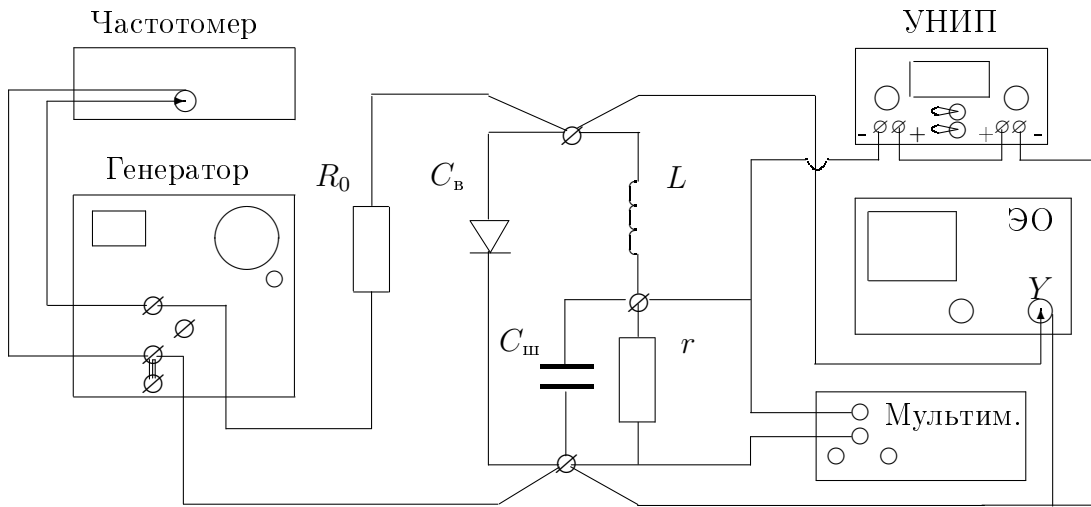 Частотомер
УНИП
- + + -
Генератор
R₀
Cв
L
ЭО
Y
Cш
r
Мультим.